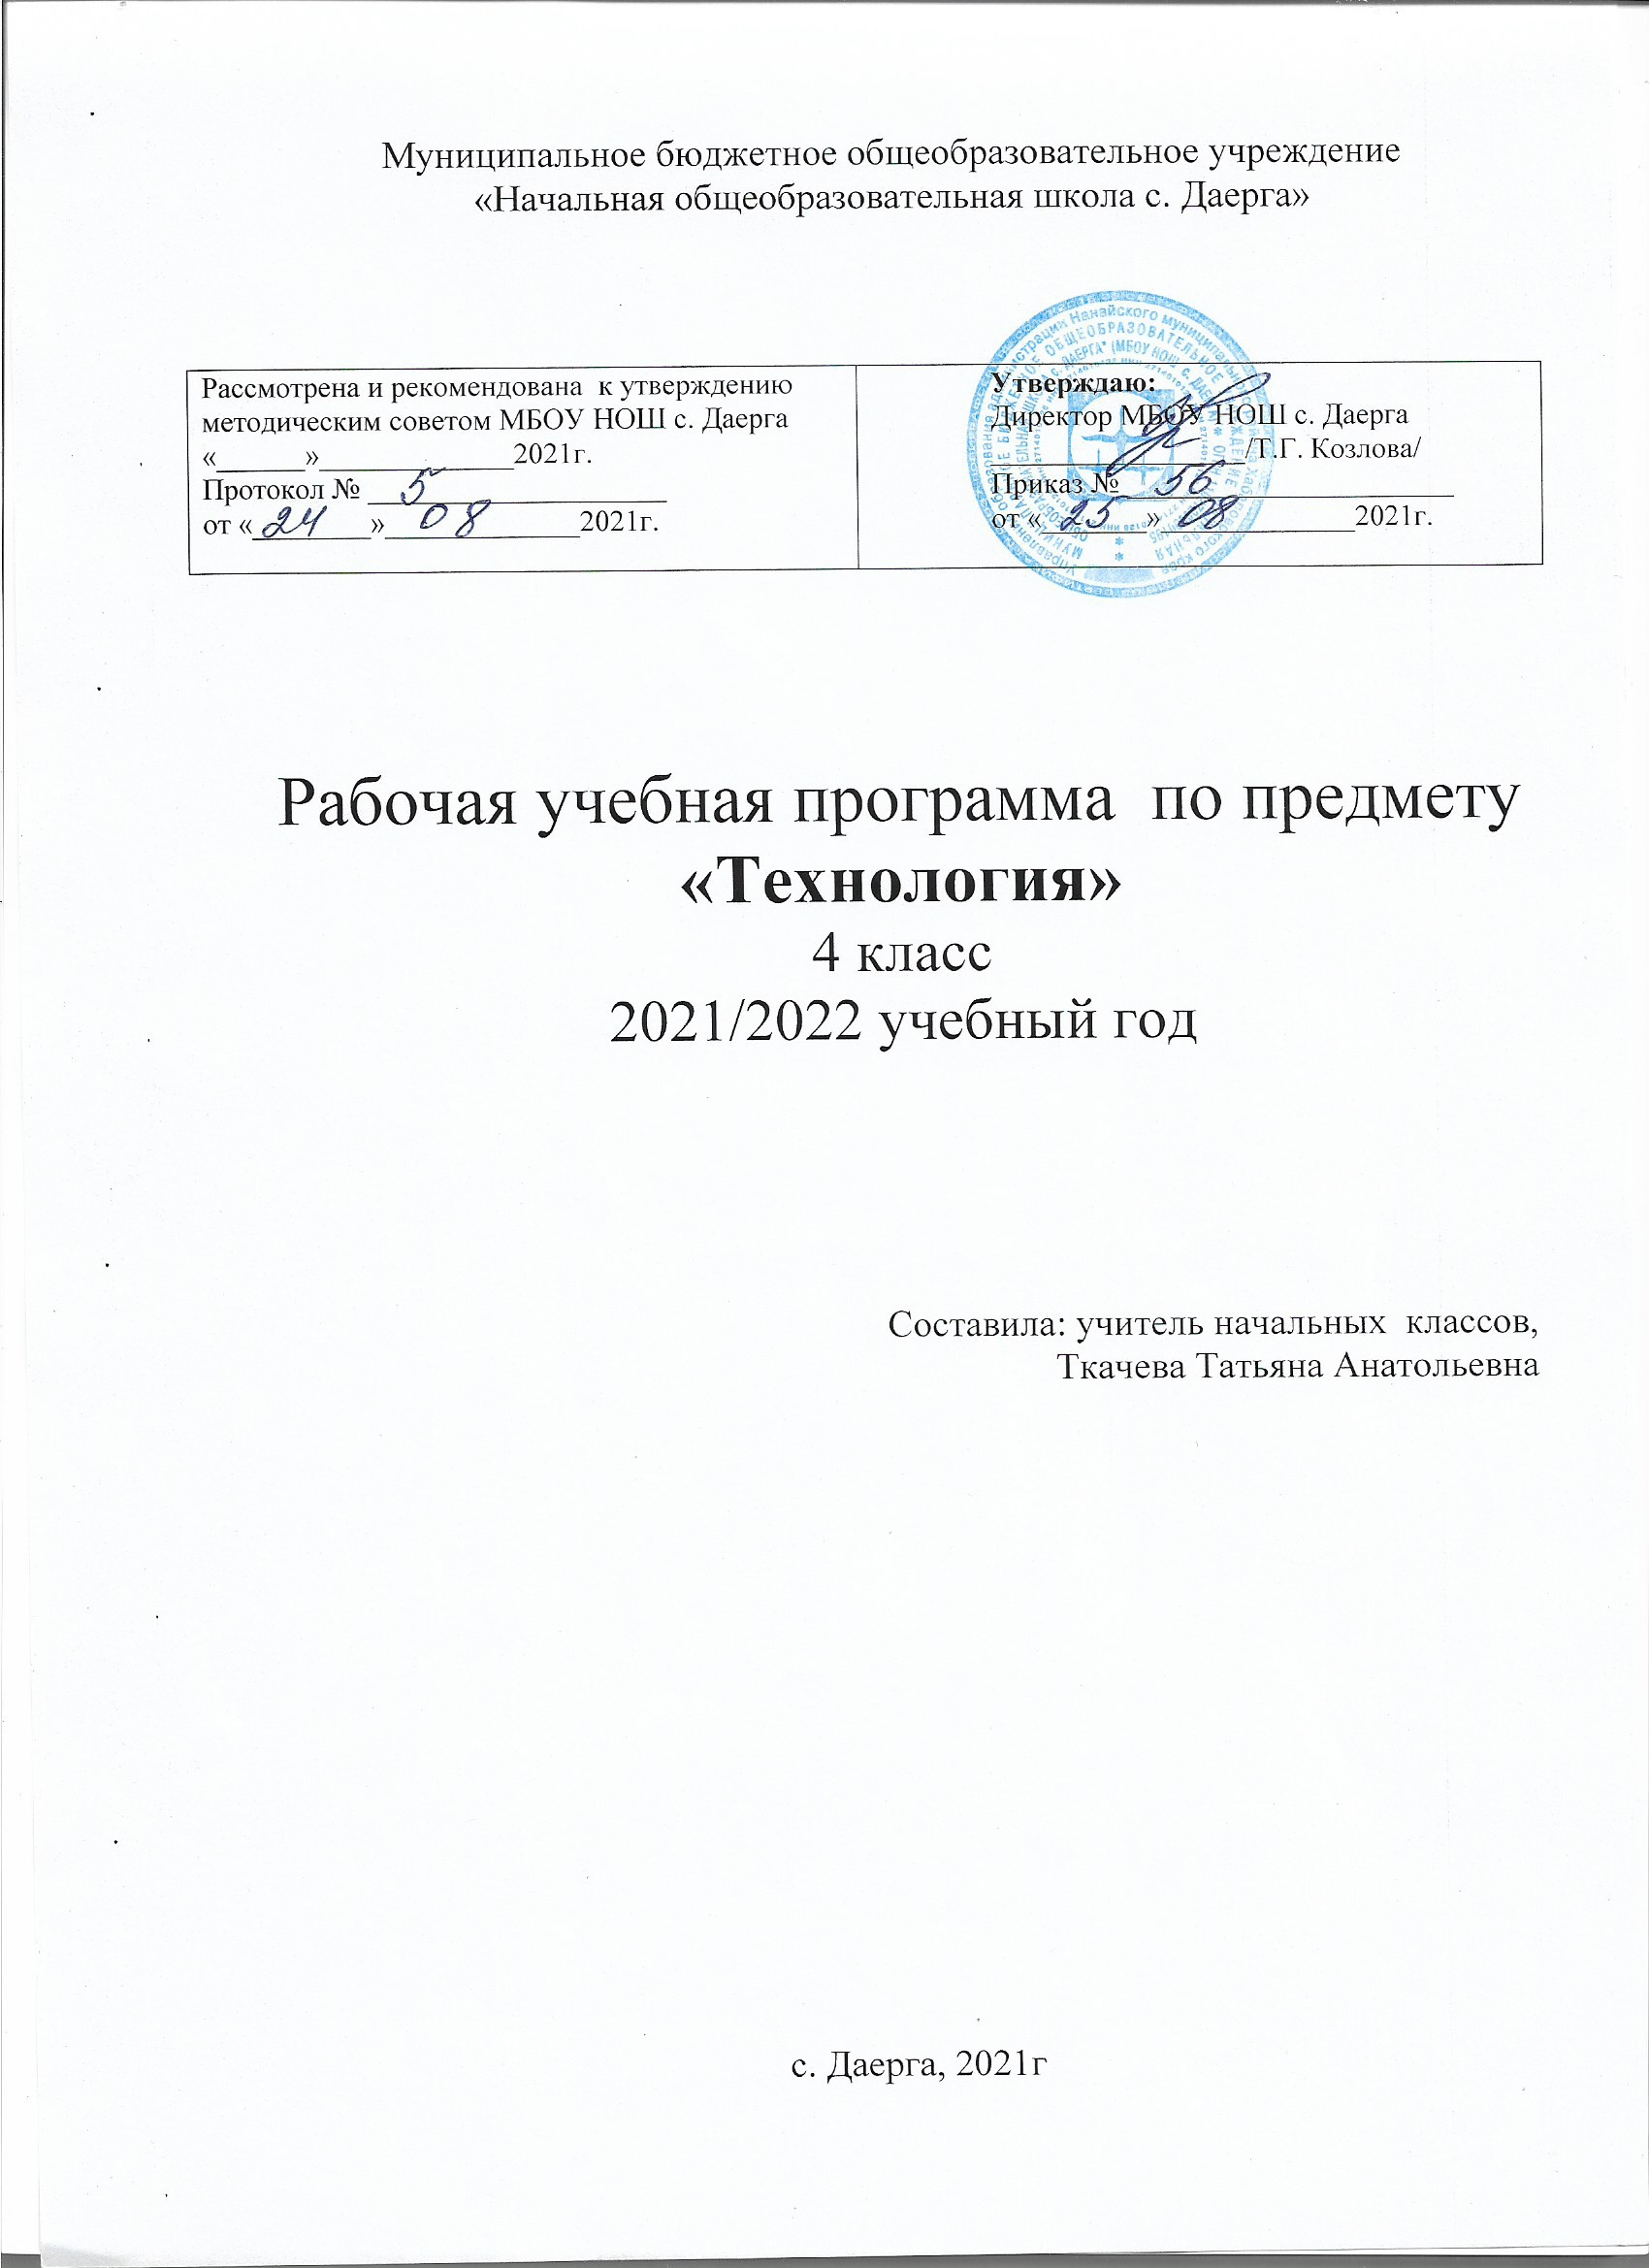 Муниципальное бюджетное общеобразовательное учреждение
«Начальная общеобразовательная школа с. Даерга»
Рассмотрена и рекомендована к утверждению
методическим советом МБОУ НОШ с. Даерга
«______»_____________2021г.
Протокол № 5
от «24» 08 2021г.
Утверждаю:
Директор МБОУ НОШ с. Даерга
/Т.Г. Козлова/
Приказ № 56
от «25» 08 2021г.
Рабочая учебная программа по предмету
«Технология»
4 класс
2021/2022 учебный год
Составила: учитель начальных классов,
Ткачева Татьяна Анатольевна
с. Даерга, 2021г